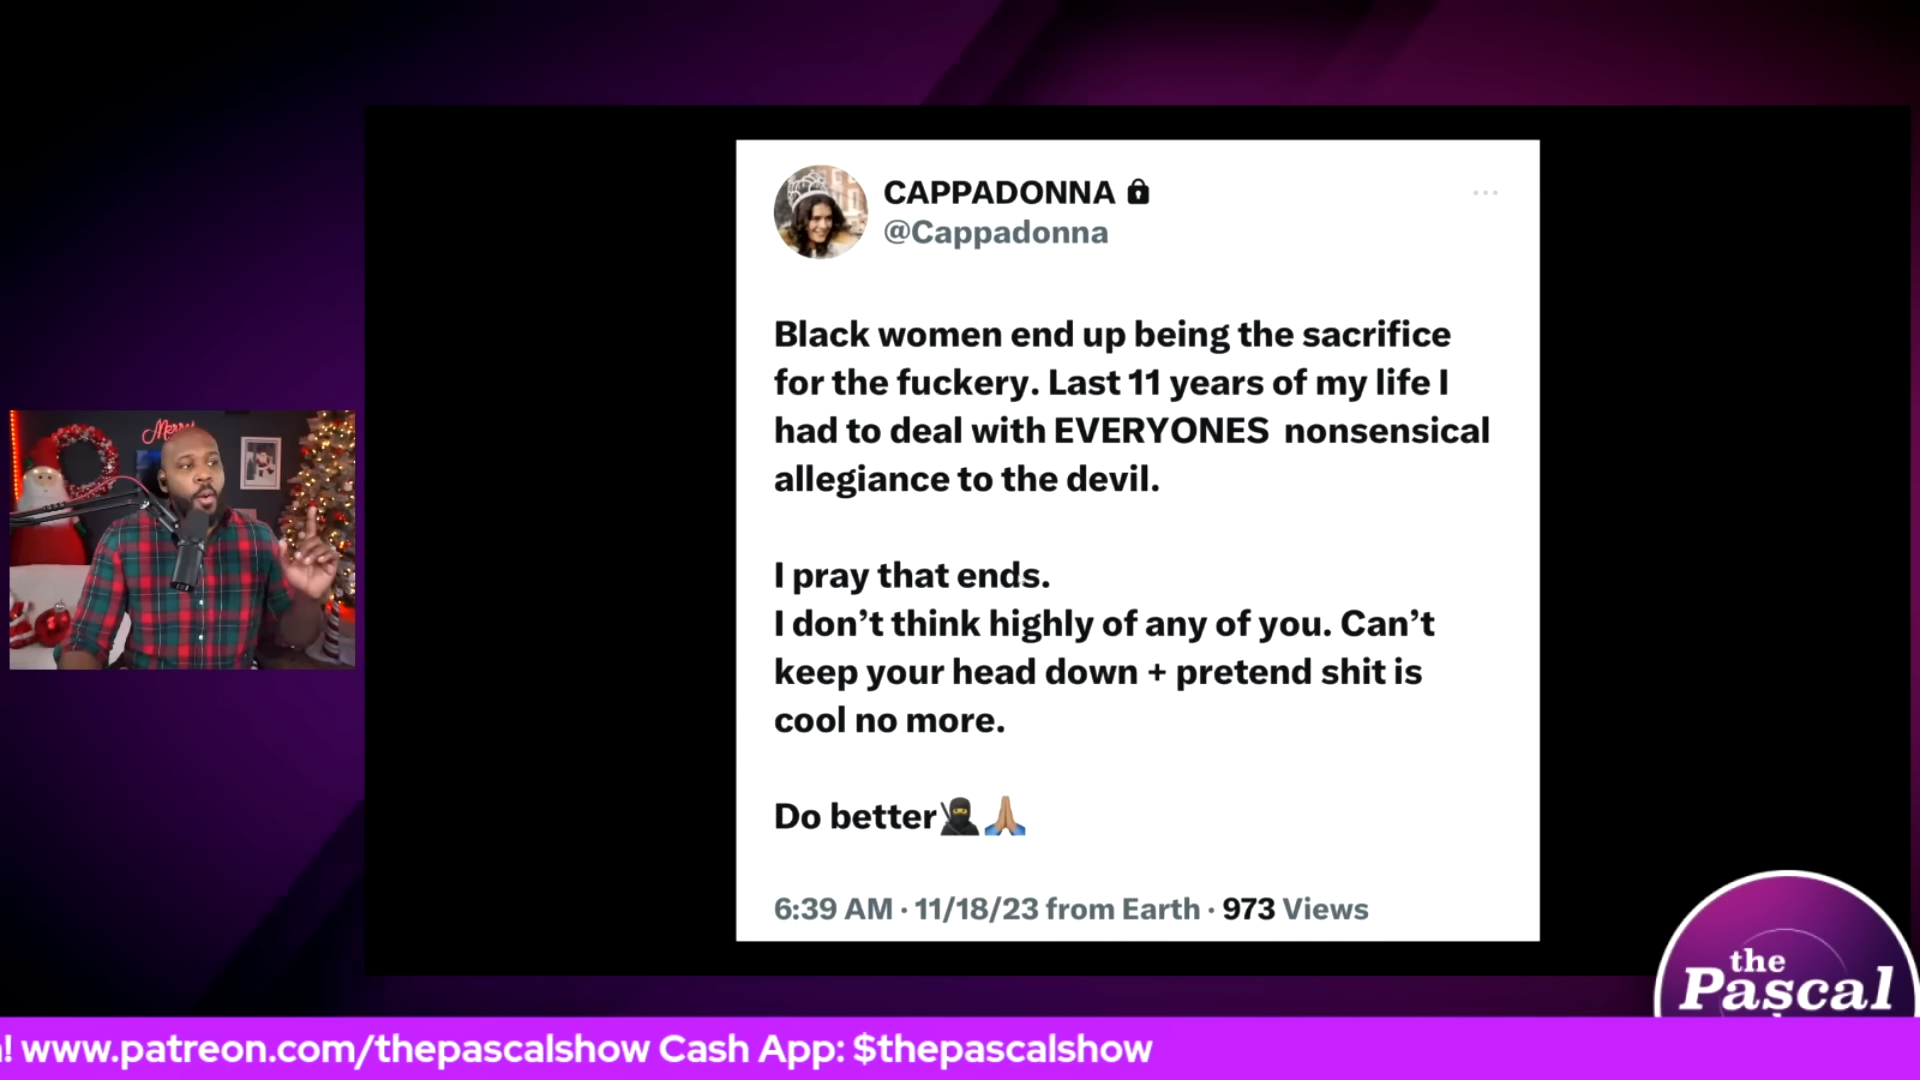 Merry
CAPPADONNA
@Cappadonna
Black women end up being the sacrifice
for the fuckery. Last 11 years of my life I
had to deal with EVERYONES nonsensical
allegiance to the devil.
I pray that ends.
I don't think highly of any of you. Can't
keep your head down + pretend shit is
cool no more.
Do better🥷🙏🏽
6:39 AM · 11/18/23 from Earth · 973 Views
the
Pascal
! www.patreon.com/thepascalshow Cash App: $thepascalshow